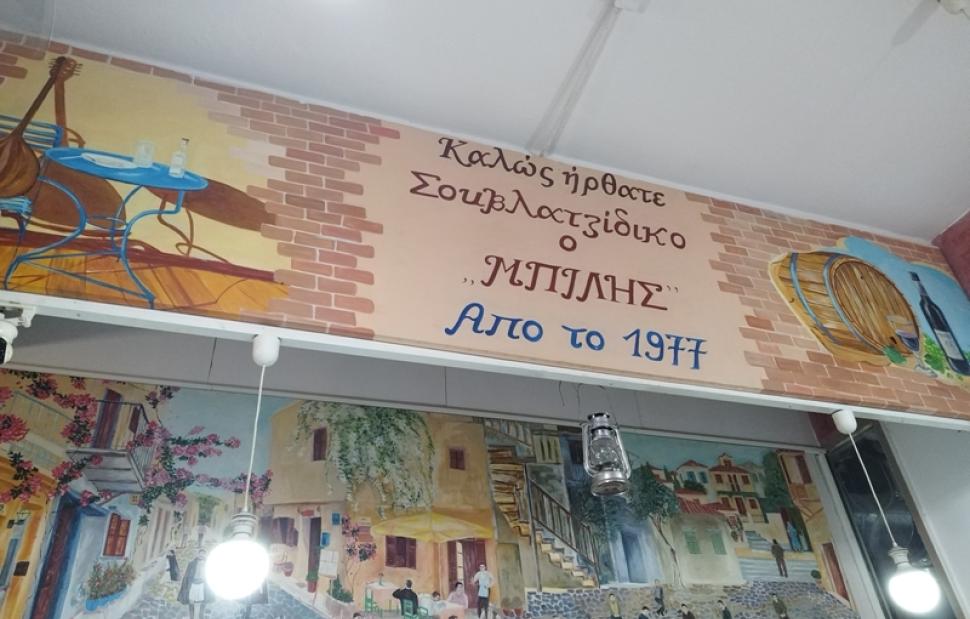 Καλώς ήρθατε
Σουβλατζίδικο
Ο
„ΜΠΙΛΗΣ”
Απο το 1977